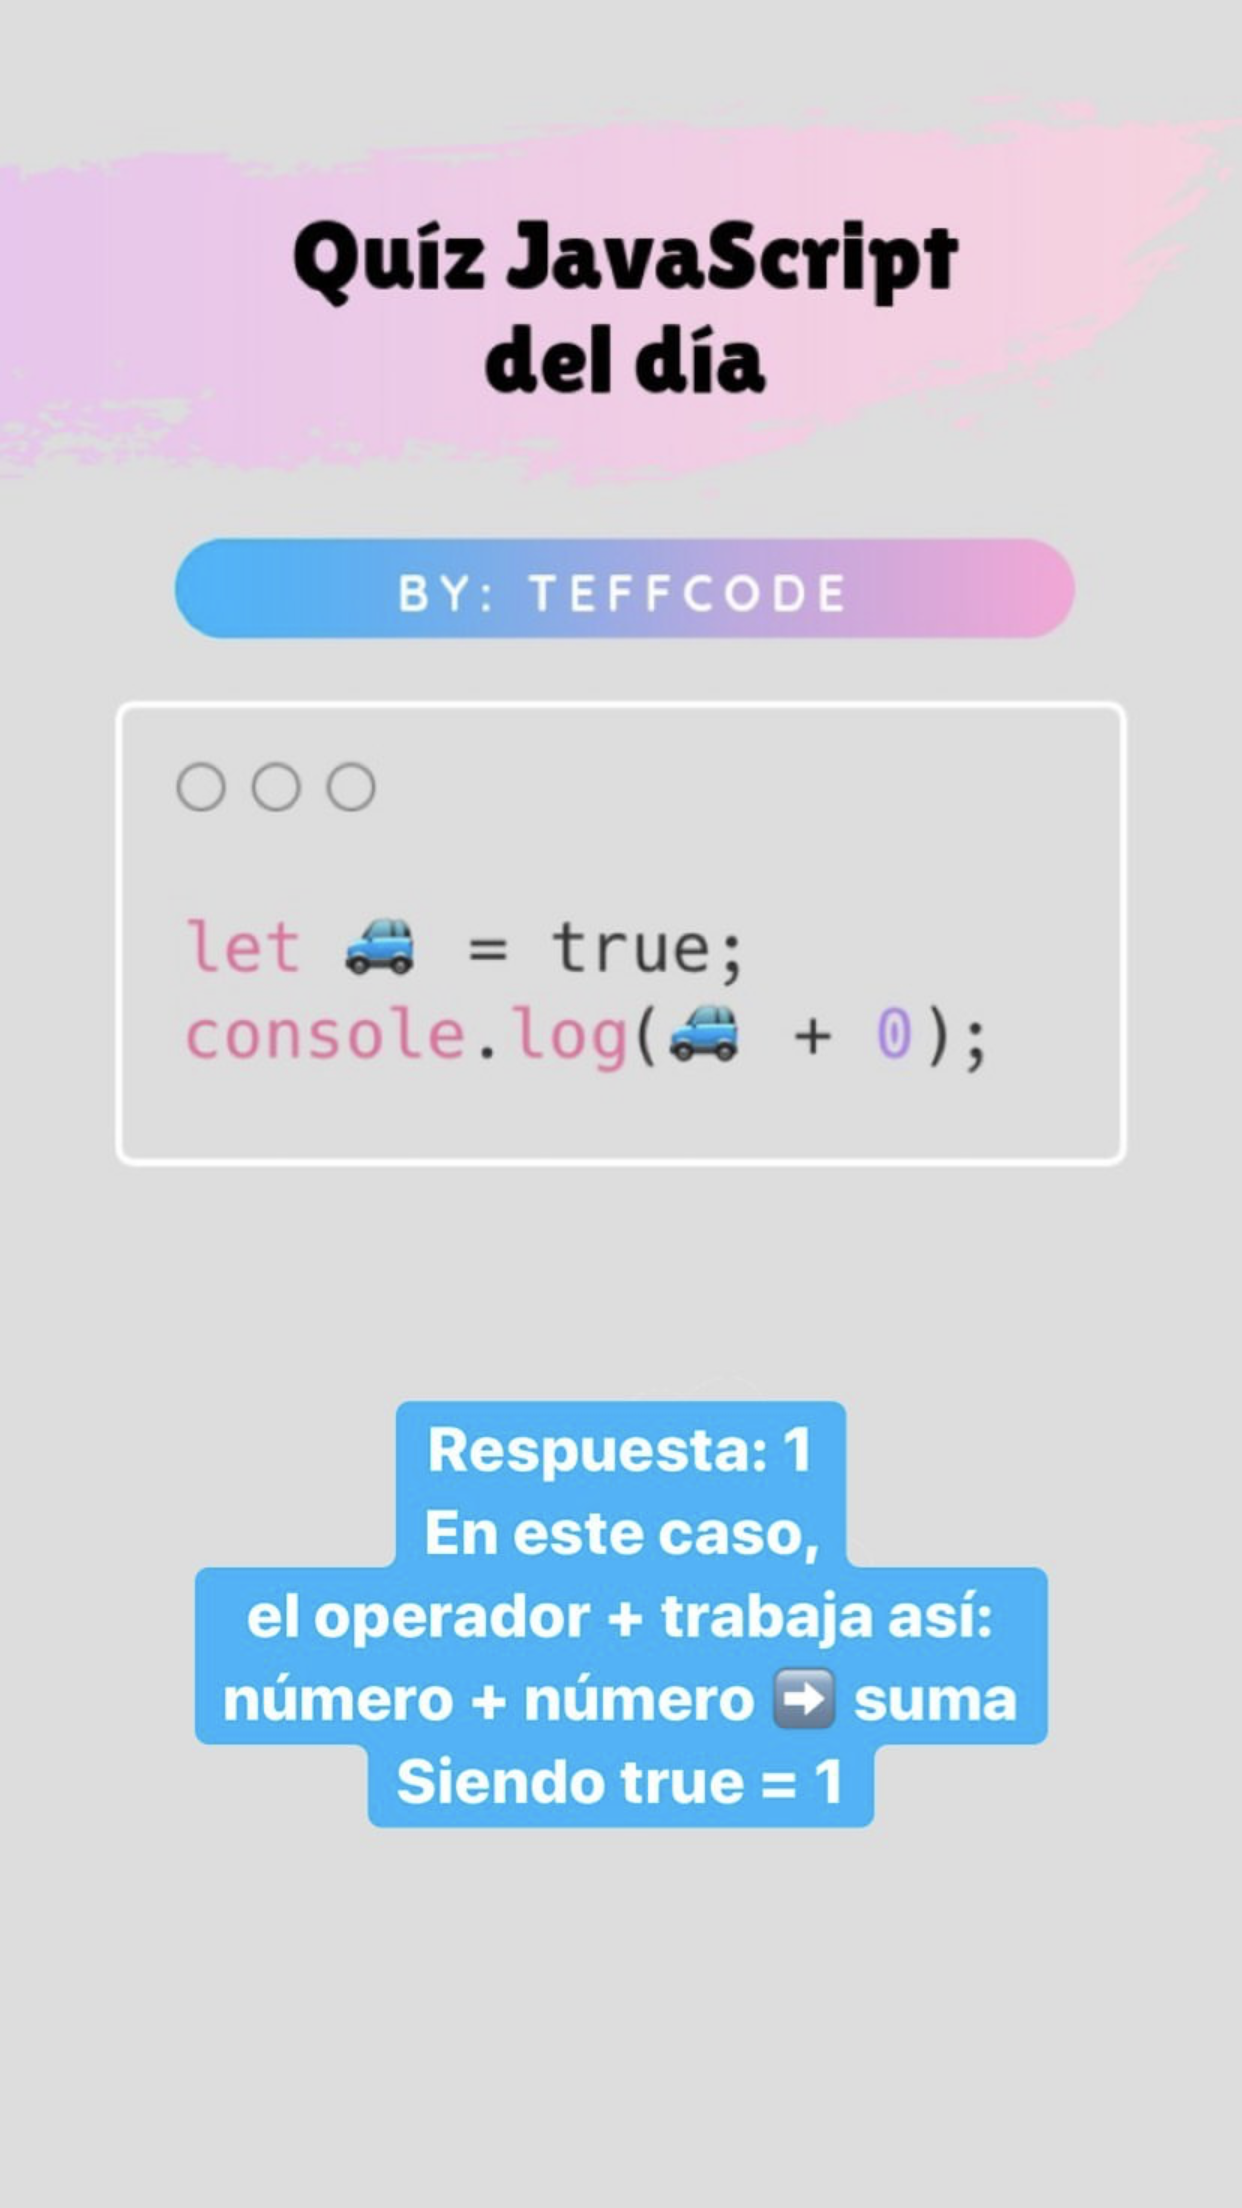 Quíz JavaScript
del día
BY: TEFFCODE
let 🚙 = true;
console.log(🚙 + 0);
Respuesta: 1
En este caso,
el operador + trabaja así:
número + número ➡️ suma
Siendo true = 1